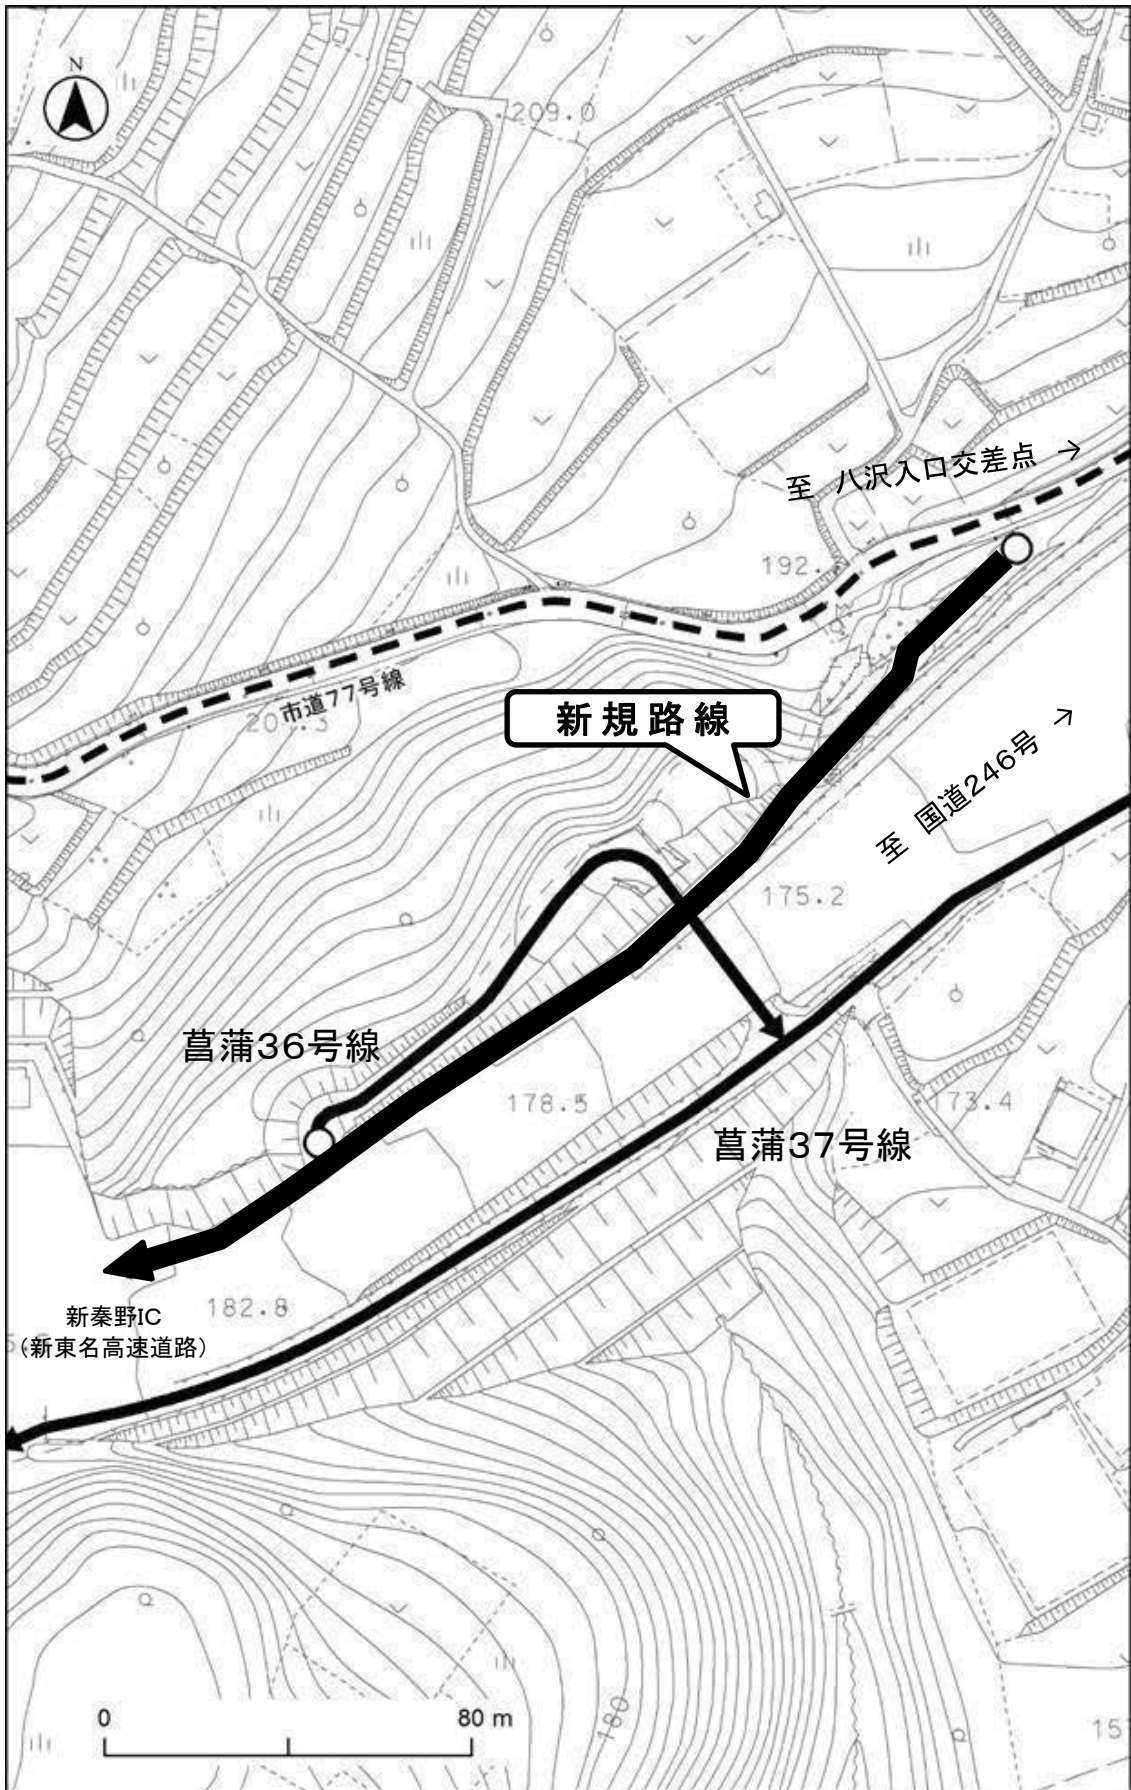 N
209.0
至 八沢入口交差点 →
192.
市道77号線
新規路線
至 国道246号 →
175.2
菖蒲36号線
178.5
173.4
菖蒲37号線
182.8
新秦野IC
（新東名高速道路）
180
0 80 m
15